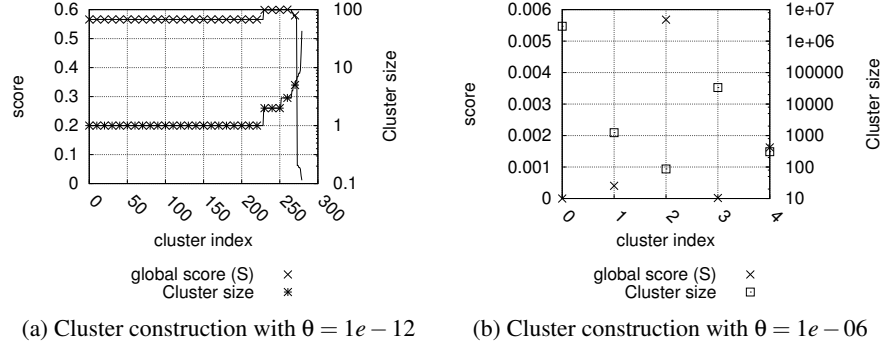 0.6
0.5
0.4
0.3
0.2
0.1
0
score
100
10
1
0.1
Cluster size
0 50 100 150 200 250 300
cluster index
global score (S)
Cluster size
(a) Cluster construction with θ = 1e − 12
0.006
0.005
0.004
0.003
0.002
0.001
0
score
1e+07
1e+06
100000
10000
1000
100
10
Cluster size
0 1 2 3 4
cluster index
global score (S)
Cluster size
(b) Cluster construction with θ = 1e − 06